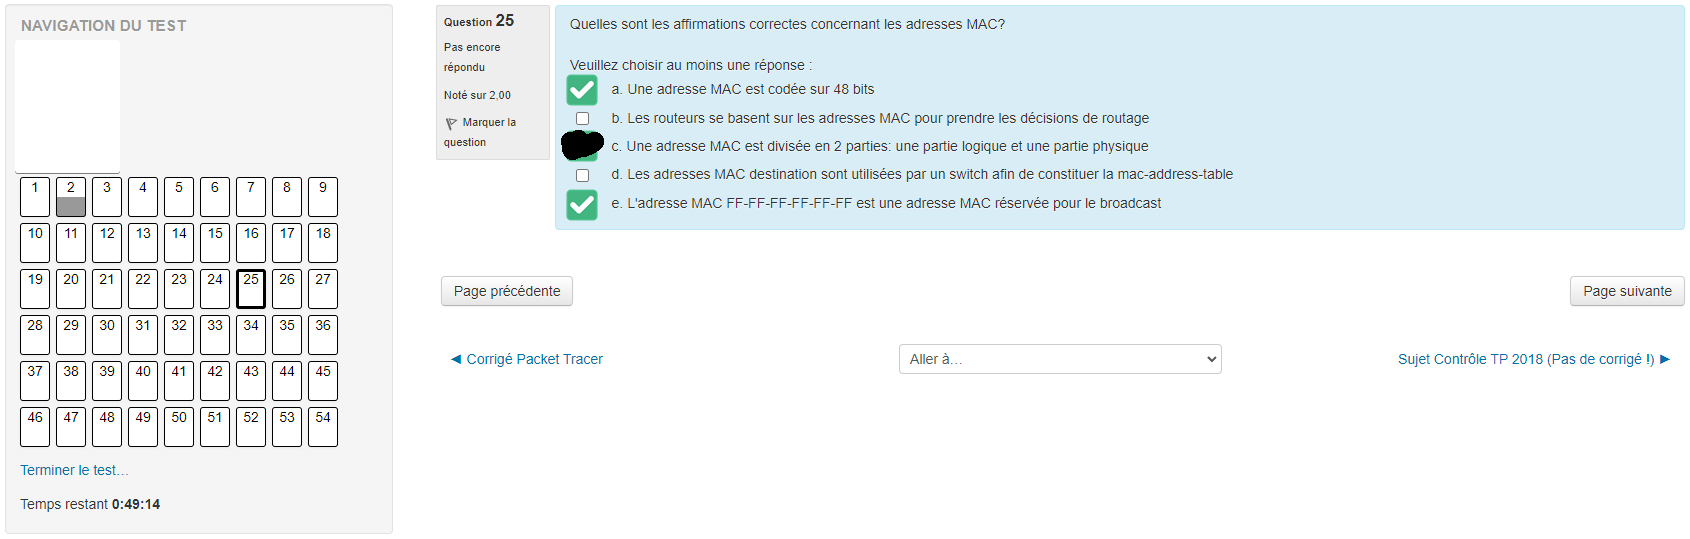 NAVIGATION DU TEST
1 2 3 4 5 6 7 8 9
10 11 12 13 14 15 16 17 18
19 20 21 22 23 24 25 26 27
28 29 30 31 32 33 34 35 36
37 38 39 40 41 42 43 44 45
46 47 48 49 50 51 52 53 54
Terminer le test…
Temps restant 0:49:14
Question 25
Pas encore
répondu
Noté sur 2,00
Marquer la
question
Quelles sont les affirmations correctes concernant les adresses MAC?
Veuillez choisir au moins une réponse :
a. Une adresse MAC est codée sur 48 bits
b. Les routeurs se basent sur les adresses MAC pour prendre les décisions de routage
c. Une adresse MAC est divisée en 2 parties: une partie logique et une partie physique
d. Les adresses MAC destination sont utilisées par un switch afin de constituer la mac-address-table
e. L'adresse MAC FF-FF-FF-FF-FF-FF est une adresse MAC réservée pour le broadcast
Page précédente
Page suivante
◄ Corrigé Packet Tracer
Aller à…
Sujet Contrôle TP 2018 (Pas de corrigé !) ►